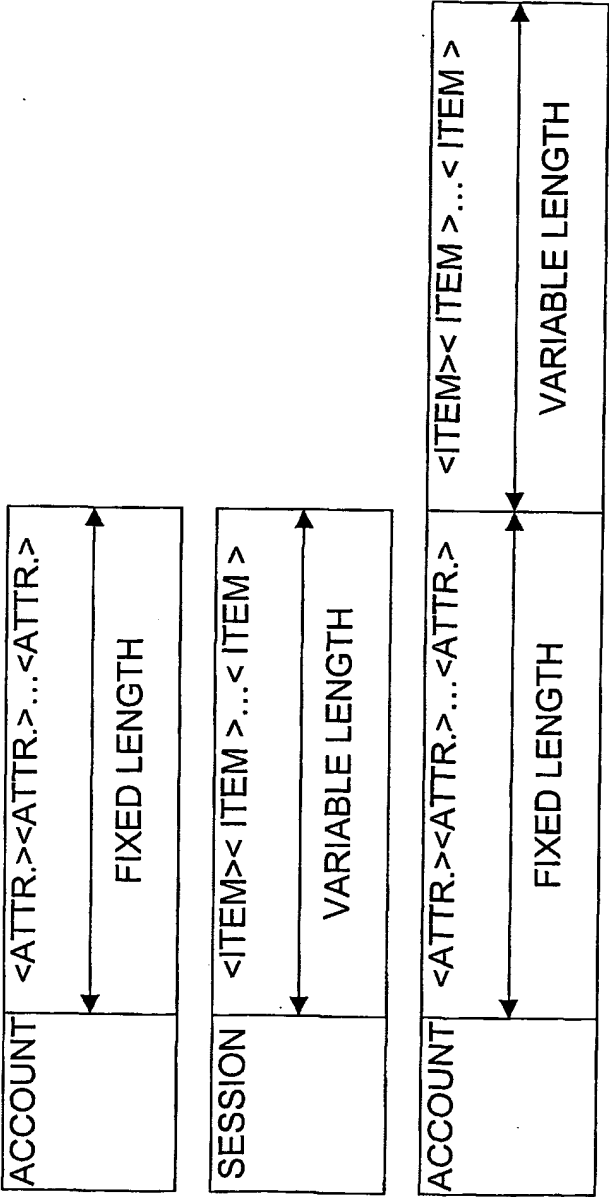 ACCOUNT <ATTR.><ATTR.>...<ATTR.>
FIXED LENGTH
SESSION <ITEM>< ITEM >...< ITEM >
VARIABLE LENGTH
ACCOUNT <ATTR.><ATTR.>...<ATTR.> <ITEM>< ITEM >...< ITEM >
FIXED LENGTH VARIABLE LENGTH